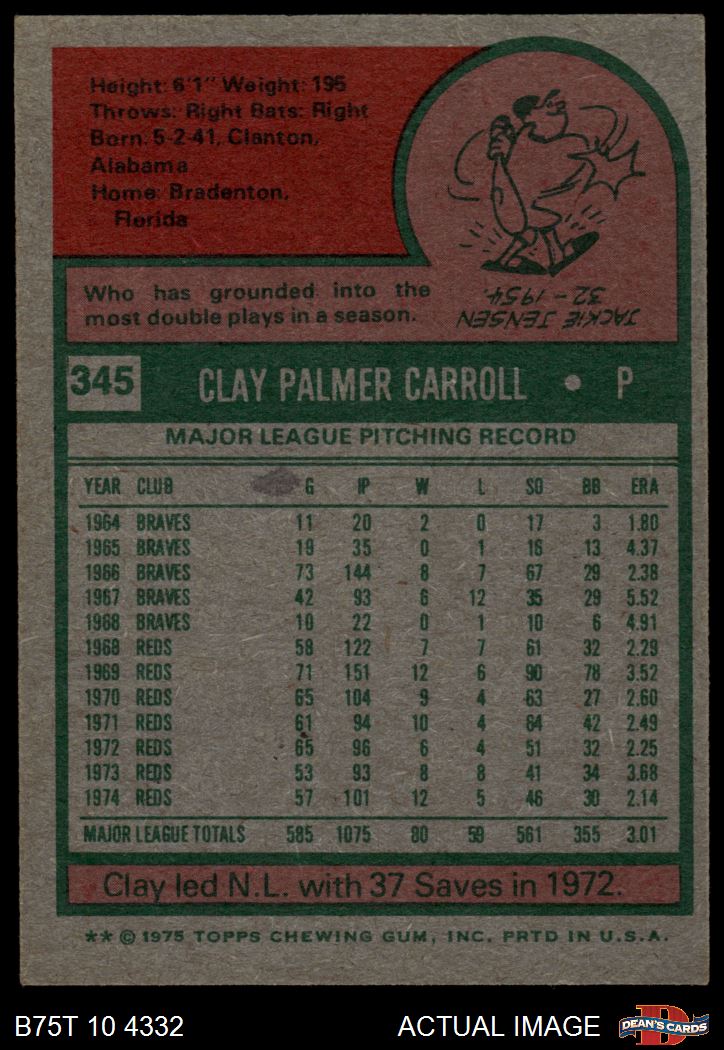 Height: 6'1" Weight: 195
Throws: Right Bats: Right
Born: 5-2-41, Clanton,
Alabama
Home: Bradenton,
Florida
Who has grounded into the
most double plays in a season.
JACKIE JENSEN
32 - 1954.
345 CLAY PALMER CARROLL • P
MAJOR LEAGUE PITCHING RECORD
YEAR CLUB G IP W L SO BB ERA
1964 BRAVES 11 20 2 0 17 3 1.80
1965 BRAVES 19 35 0 1 16 13 4.37
1966 BRAVES 73 144 8 7 67 29 2.38
1967 BRAVES 42 93 6 12 35 29 5.52
1968 BRAVES 10 22 0 1 10 6 4.91
1968 REDS 58 122 7 7 61 32 2.29
1969 REDS 71 151 12 6 90 78 3.52
1970 REDS 65 104 9 4 63 27 2.60
1971 REDS 61 94 10 4 64 42 2.49
1972 REDS 65 96 6 4 51 32 2.25
1973 REDS 53 93 8 8 41 34 3.68
1974 REDS 57 101 12 5 46 30 2.14
MAJOR LEAGUE TOTALS 585 1075 80 59 561 355 3.01
Clay led N.L. with 37 Saves in 1972.
** © 1975 TOPPS CHEWING GUM, INC. PRTD IN U.S.A.
B75T 10 4332 ACTUAL IMAGE D DEAN'S CARDS